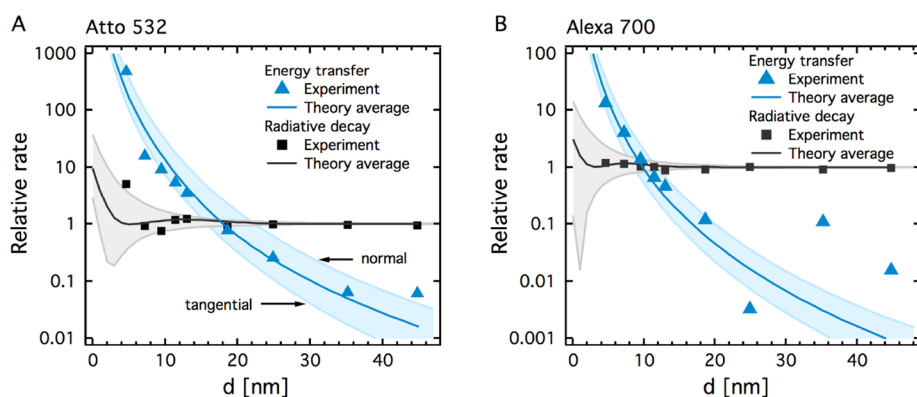 A
Atto 532
Relative rate
1000
100
10
1
0.1
0.01
Energy transfer
Experiment
Theory average
Radiative decay
Experiment
Theory average
normal
tangential
0 10 20 30 40
d [nm]
B
Alexa 700
Relative rate
100
10
1
0.1
0.01
0.001
Energy transfer
Experiment
Theory average
Radiative decay
Experiment
Theory average
0 10 20 30 40
d [nm]